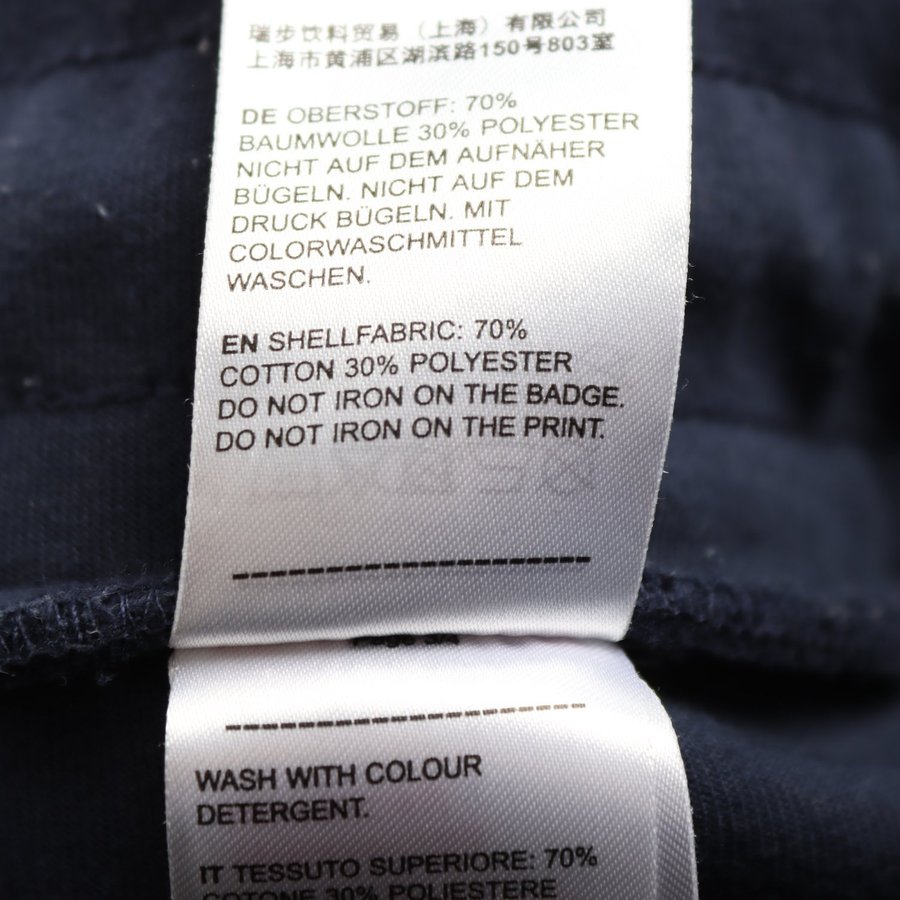 瑞步饮料贸易（上海）有限公司
上海市黄浦区湖滨路150号803室
DE OBERSTOFF: 70%
BAUMWOLLE 30% POLYESTER
NICHT AUF DEM AUFNÄHER
BÜGELN. NICHT AUF DEM
DRUCK BÜGELN. MIT
COLORWASCHMITTEL
WASCHEN.
EN SHELLFABRIC: 70%
COTTON 30% POLYESTER
DO NOT IRON ON THE BADGE.
DO NOT IRON ON THE PRINT.
WASH WITH COLOUR
DETERGENT.
IT TESSUTO SUPERIORE: 70%
COTONE 30% POLIESTERE